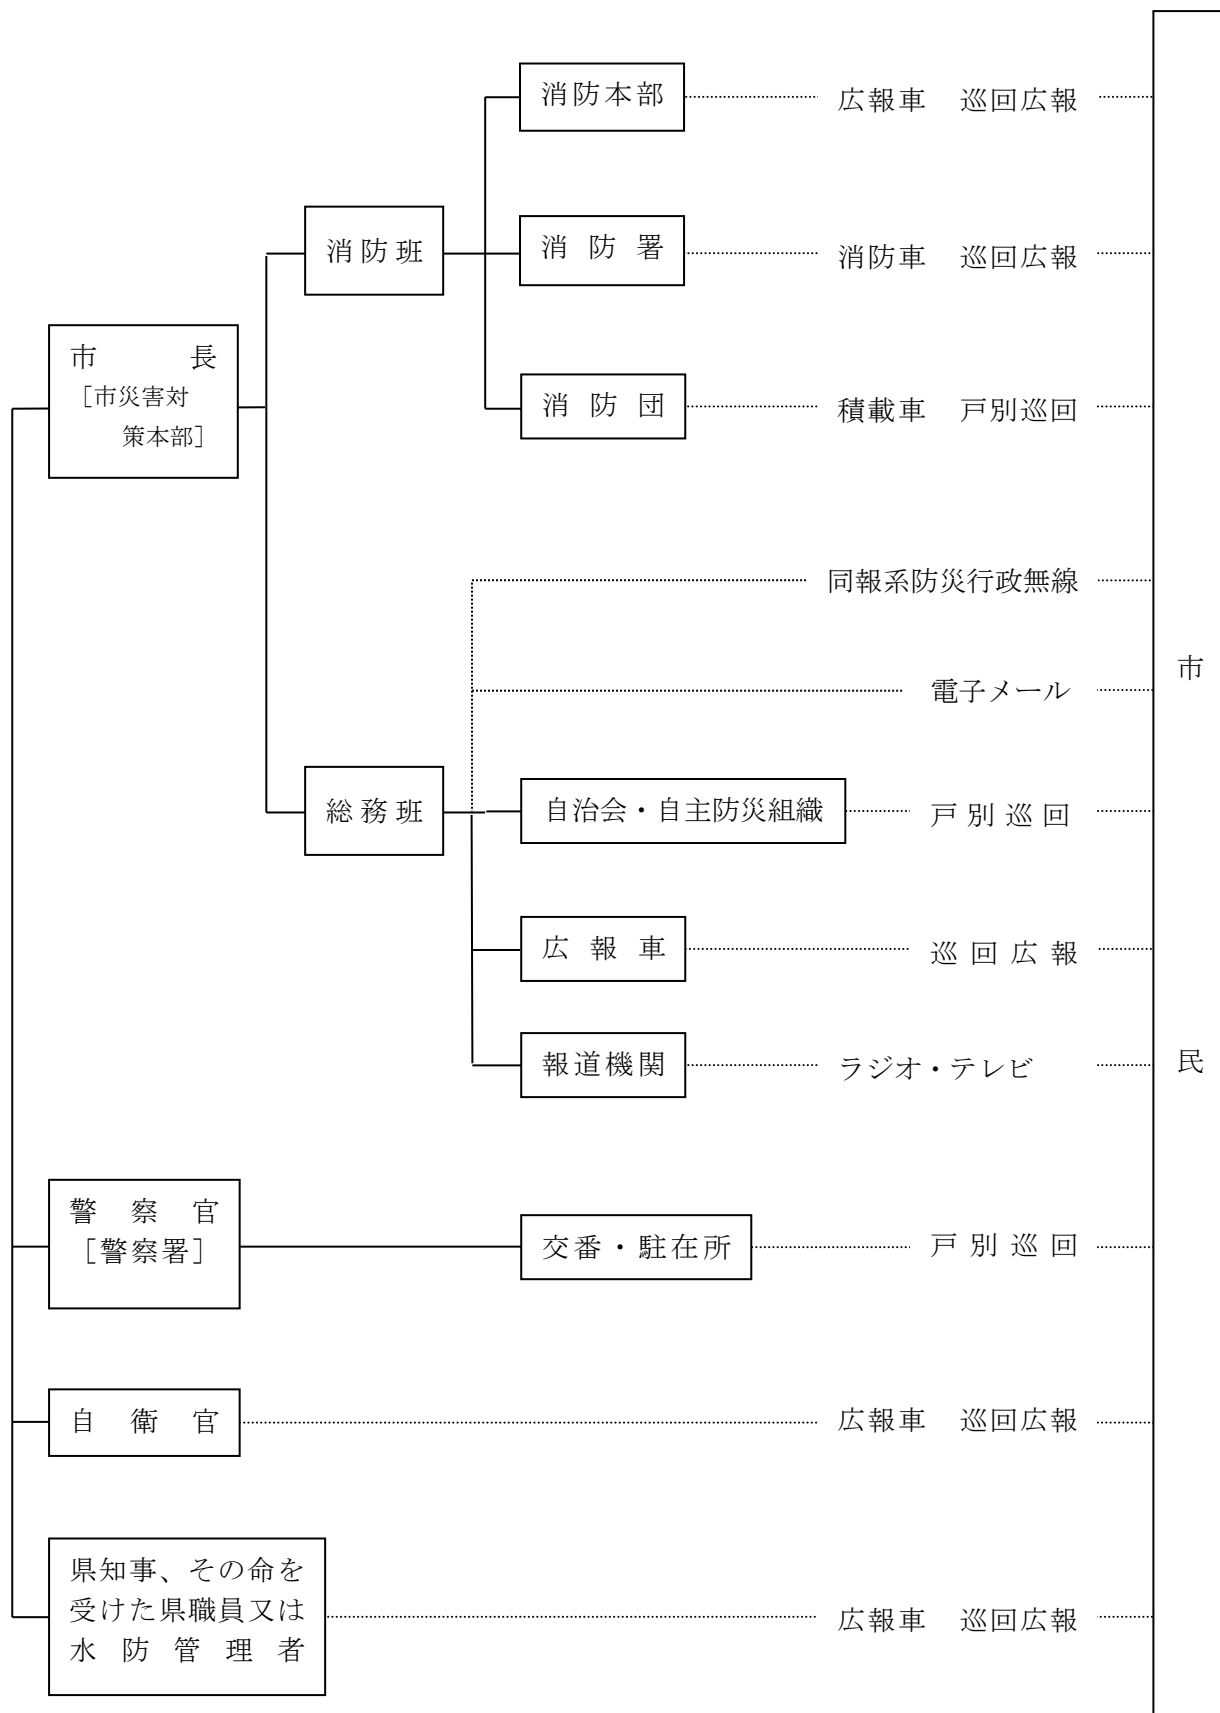 消防本部
広報車　巡回広報
消防班
消防署
消防車　巡回広報
市長
[市災害対
策本部]
消防団
積載車　戸別巡回
同報系防災行政無線
電子メール
総務班
自治会・自主防災組織
戸別巡回
広報車
巡回広報
報道機関
ラジオ・テレビ
警察官
[警察署]
交番・駐在所
戸別巡回
自衛官
広報車　巡回広報
県知事、その命を
受けた県職員又は
水防管理者
広報車　巡回広報
市民